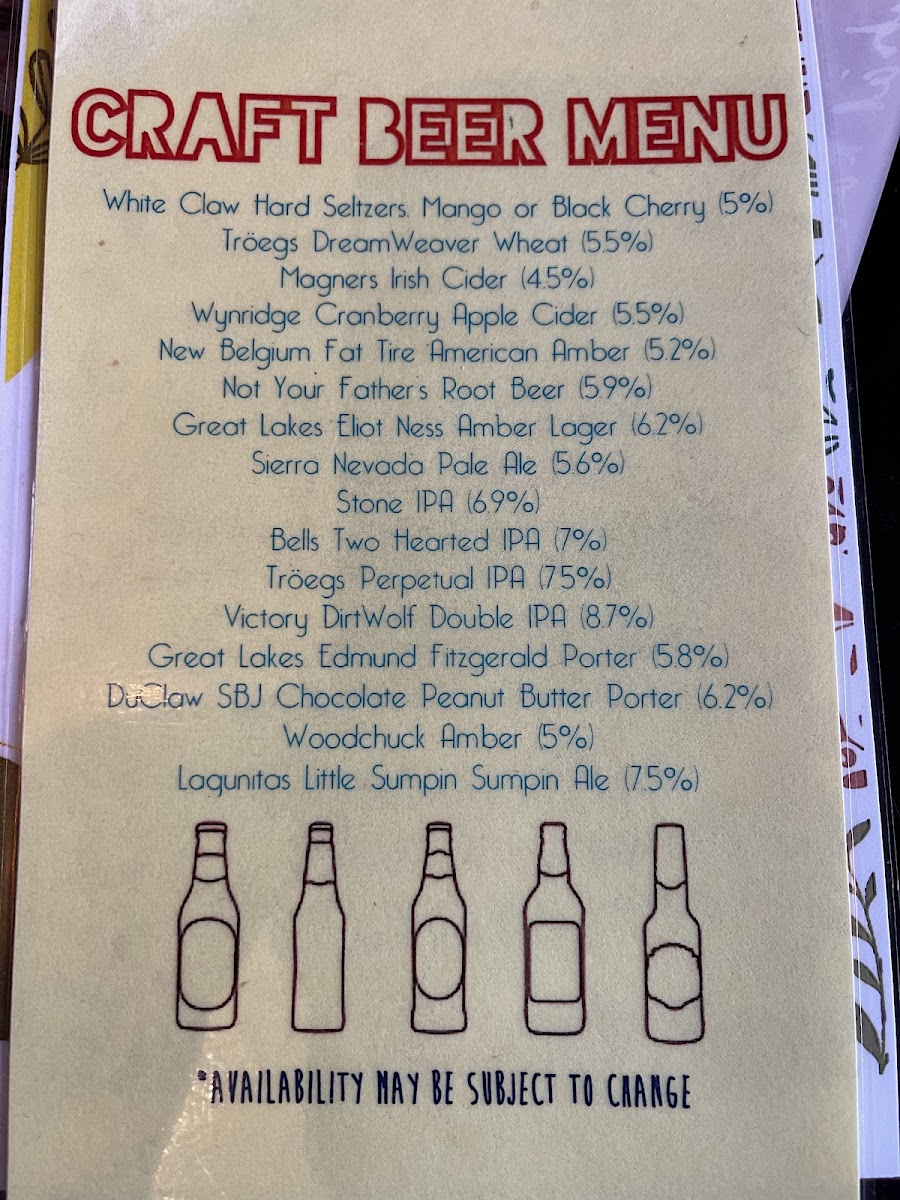 CRAFT BEER MENU
White Claw Hard Seltzers. Mango or Black Cherry (5%)
Tröegs DreamWeaver Wheat (5.5%)
Magners Irish Cider (4.5%)
Wynridge Cranberry Apple Cider (5.5%)
New Belgium Fat Tire American Amber (5.2%)
Not Your Father's Root Beer (5.9%)
Great Lakes Eliot Ness Amber Lager (6.2%)
Sierra Nevada Pale Ale (5.6%)
Stone IPA (6.9%)
Bells Two Hearted IPA (7%)
Tröegs Perpetual IPA (7.5%)
Victory DirtWolf Double IPA (8.7%)
Great Lakes Edmund Fitzgerald Porter (5.8%)
DuClaw SBJ Chocolate Peanut Butter Porter (6.2%)
Woodchuck Amber (5%)
Lagunitas Little Sumpin Sumpin Ale (7.5%)
*AVAILABILITY MAY BE SUBJECT TO CHANGE